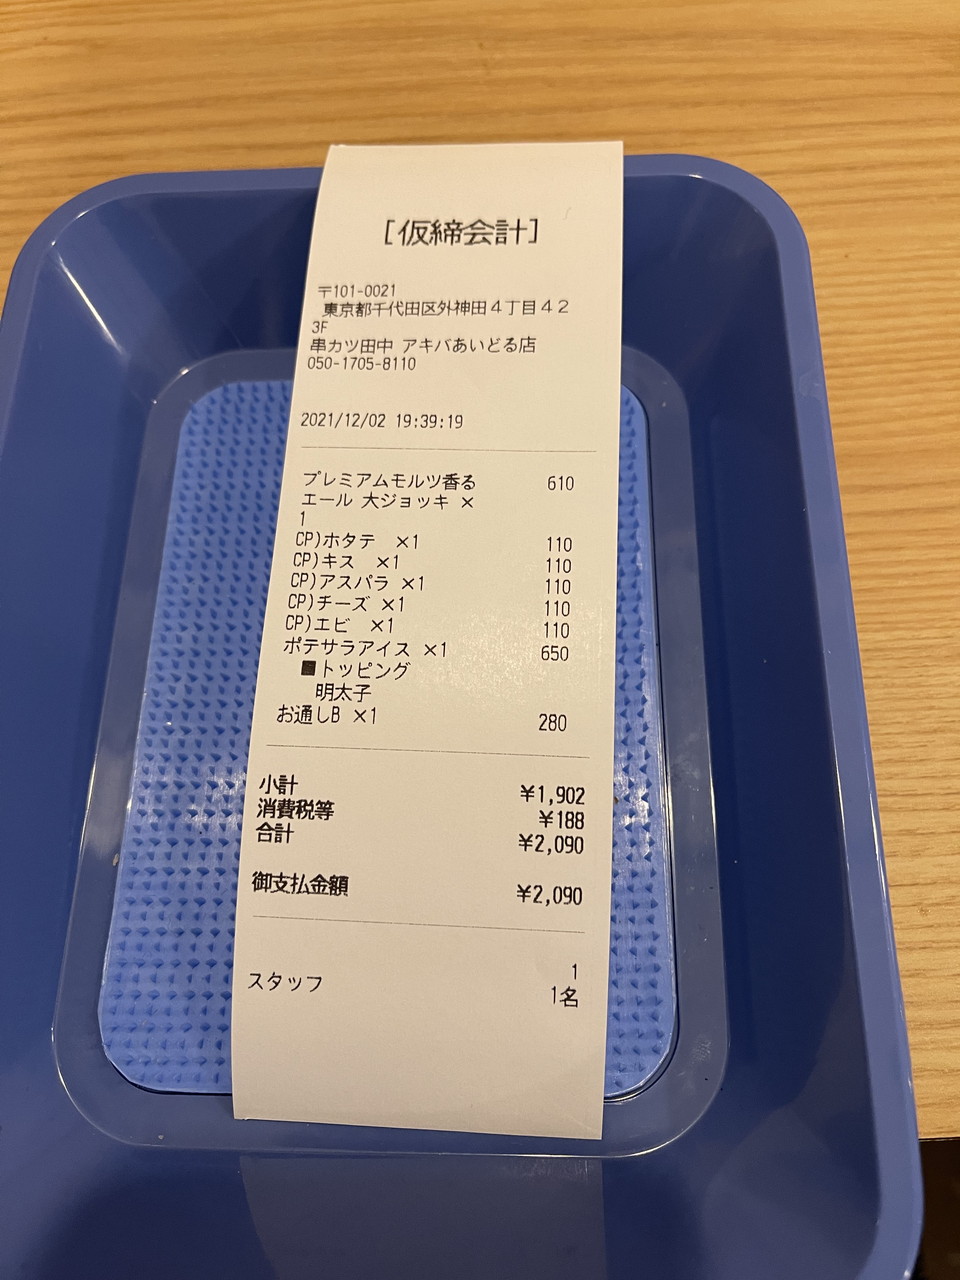 [仮締会計]
〒101-0021
東京都千代田区外神田4丁目42
3F
串カツ田中 アキバあいどる店
050-1705-8110
2021/12/02 19:39:19
プレミアムモルツ香る 610
エール 大ジョッキ ×
1
CP)ホタテ ×1 110
CP)キス ×1 110
CP)アスパラ ×1 110
CP)チーズ ×1 110
CP)エビ ×1 110
ポテサラアイス ×1 650
■トッピング
明太子
お通しB ×1 280
小計 ¥1,902
消費税等 ¥188
合計 ¥2,090
御支払金額 ¥2,090
1
スタッフ 1名